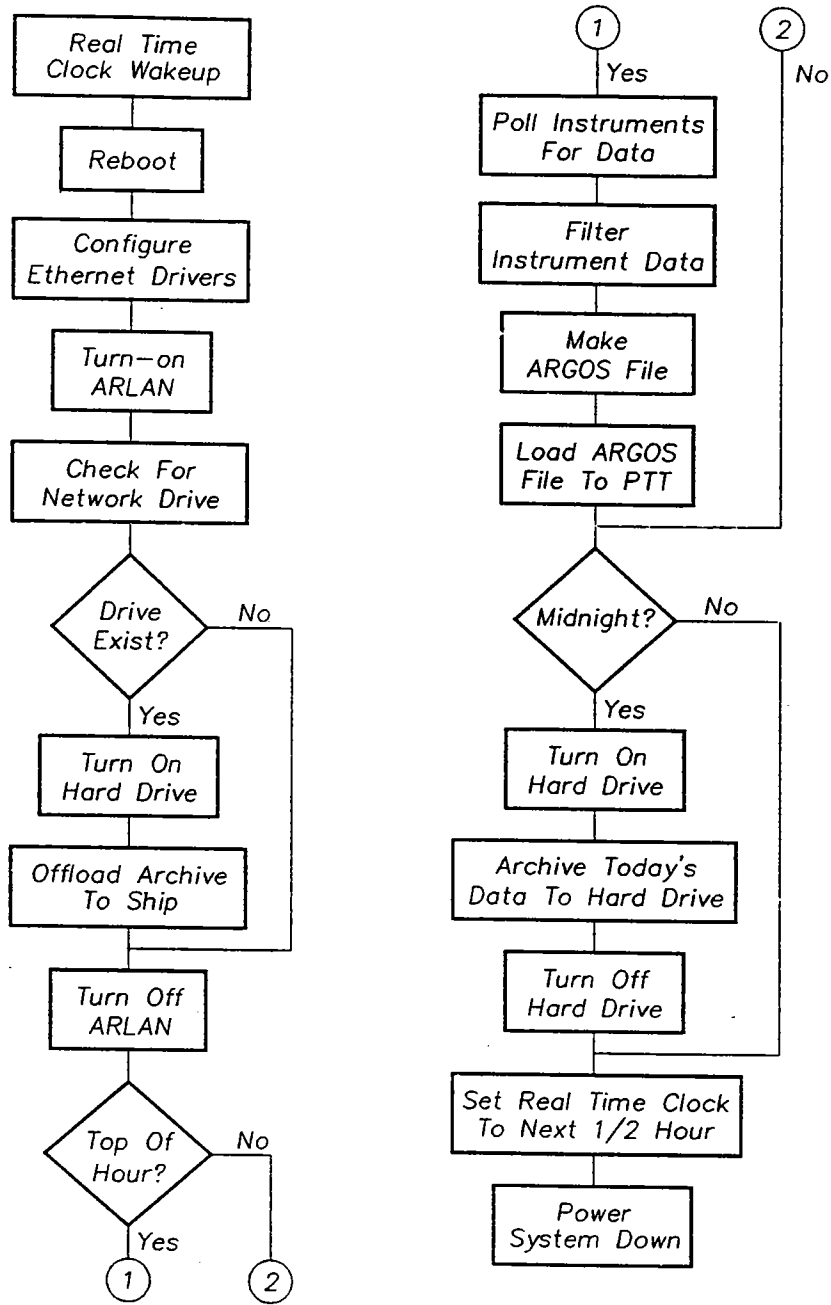 Real Time
Clock Wakeup
Reboot
Configure
Ethernet Drivers
Turn-on
ARLAN
Check For
Network Drive
Drive
Exist?
No
Yes
Turn On
Hard Drive
Offload Archive
To Ship
Turn Off
ARLAN
Top Of
Hour?
No
Yes
1
2
1
2
Yes
No
Poll Instruments
For Data
Filter
Instrument Data
Make
ARGOS File
Load ARGOS
File To PTT
Midnight?
No
Yes
Turn On
Hard Drive
Archive Today's
Data To Hard Drive
Turn Off
Hard Drive
Set Real Time Clock
To Next 1/2 Hour
Power
System Down